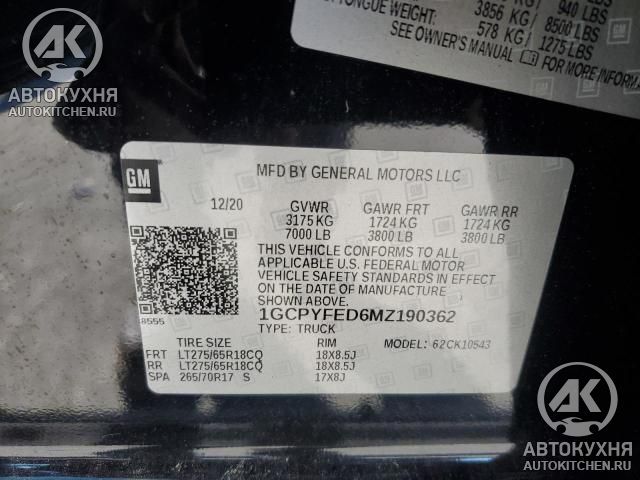 TONGUE WEIGHT:
3856 KG / 8500 LBS
940 LBS
578 KG / 1275 LBS
SEE OWNER'S MANUAL FOR MORE INFORMATION.
AK
АВТОКУХНЯ
AUTOKITCHEN.RU
GM
MFD BY GENERAL MOTORS LLC
12/20 GVWR GAWR FRT GAWR RR
3175 KG 1724 KG 1724 KG
7000 LB 3800 LB 3800 LB
THIS VEHICLE CONFORMS TO ALL
APPLICABLE U.S. FEDERAL MOTOR
VEHICLE SAFETY STANDARDS IN EFFECT
ON THE DATE OF MANUFACTURE
SHOWN ABOVE.
8555 1GCPYFED6MZ190362
TYPE: TRUCK
TIRE SIZE RIM MODEL: 62CK10543
FRT LT275/65R18CQ 18X8.5J
RR LT275/65R18CQ 18X8.5J
SPA 265/70R17 S 17X8J
AK
АВТОКУХНЯ
AUTOKITCHEN.RU